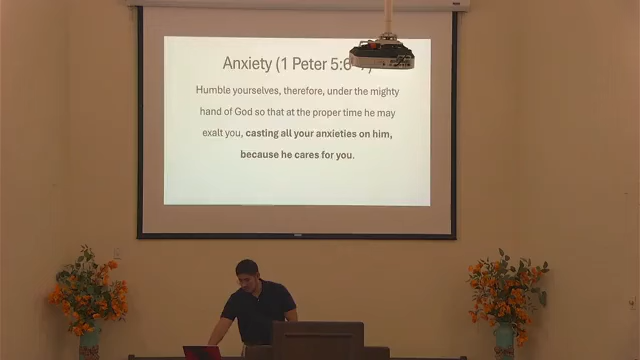 Anxiety (1 Peter 5:6
Humble yourselves, therefore, under the mighty
hand of God so that at the proper time he may
exalt you, casting all your anxieties on him,
because he cares for you.